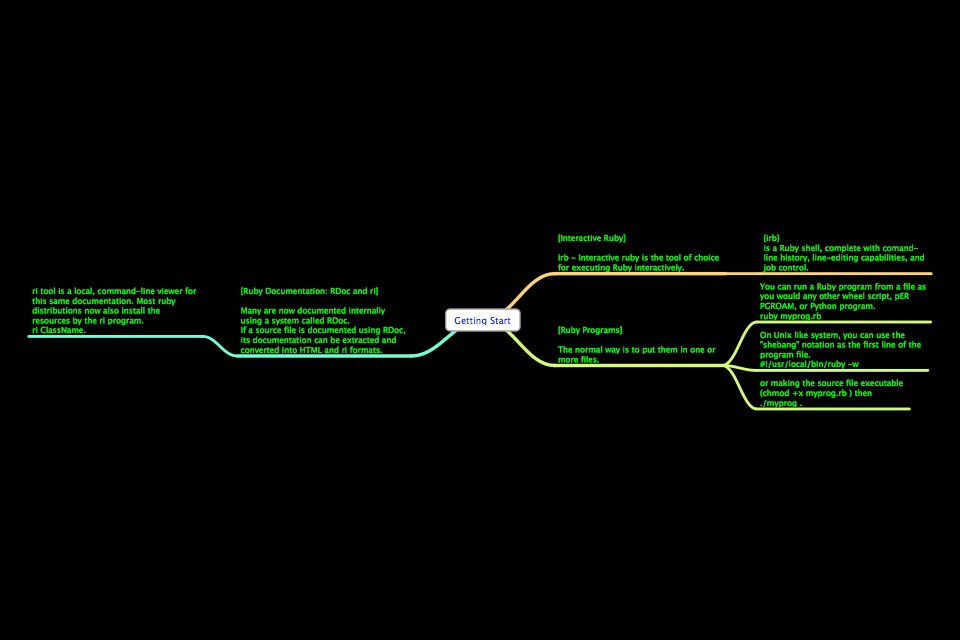 ri tool is a local, command-line viewer for
this same documentation. Most ruby
distributions now also install the
resources by the ri program.
ri ClassName.
[Ruby Documentation: RDoc and ri]
Many are now documented internally
using a system called RDoc.
If a source file is documented using RDoc,
its documentation can be extracted and
converted into HTML and ri formats.
Getting Start
[Interactive Ruby]
irb - Interactive ruby is the tool of choice
for executing Ruby interactively.
(irb)
is a Ruby shell, complete with comand-
line history, line-editing capabilities, and
job control.
[Ruby Programs]
The normal way is to put them in one or
more files.
You can run a Ruby program from a file as
you would any other wheel script, pER
PGROAM, or Python program.
ruby myprog.rb
On Unix like system, you can use the
"shebang" notation as the first line of the
program file.
#!/usr/local/bin/ruby -w
or making the source file executable
(chmod +x myprog.rb ) then
./myprog .